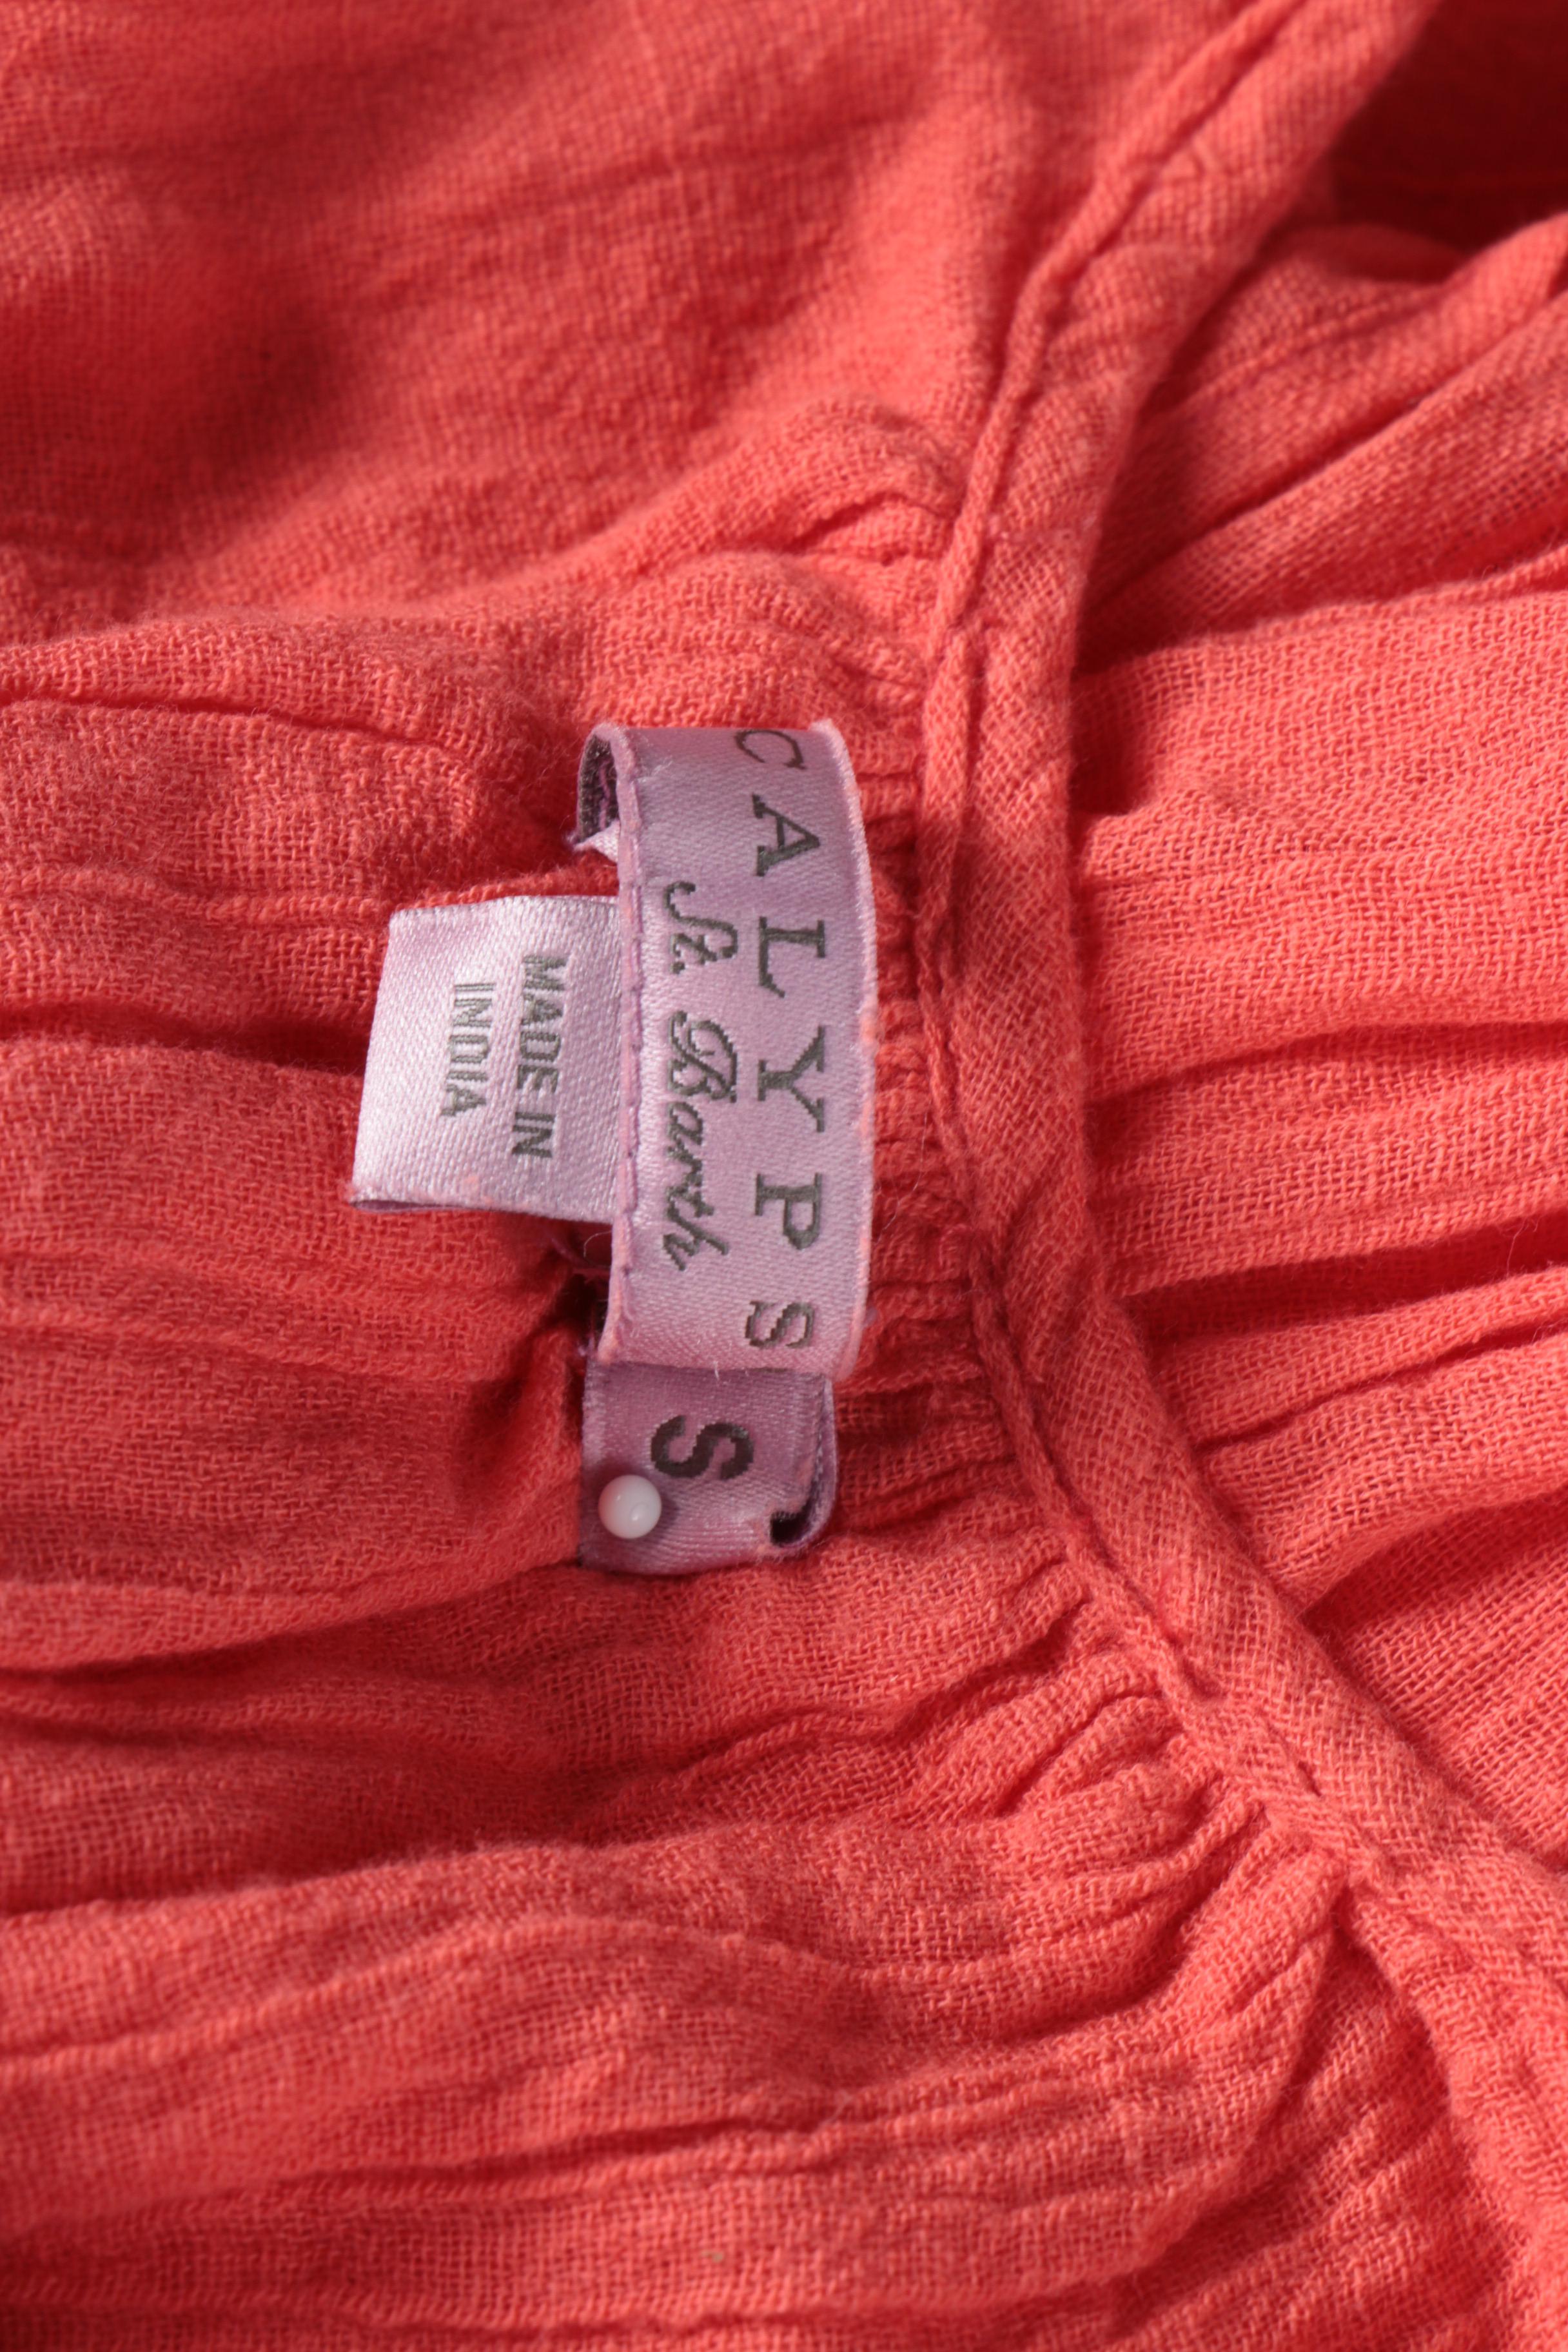 CALYPS
St. Barth
MADE IN
INDIA
S